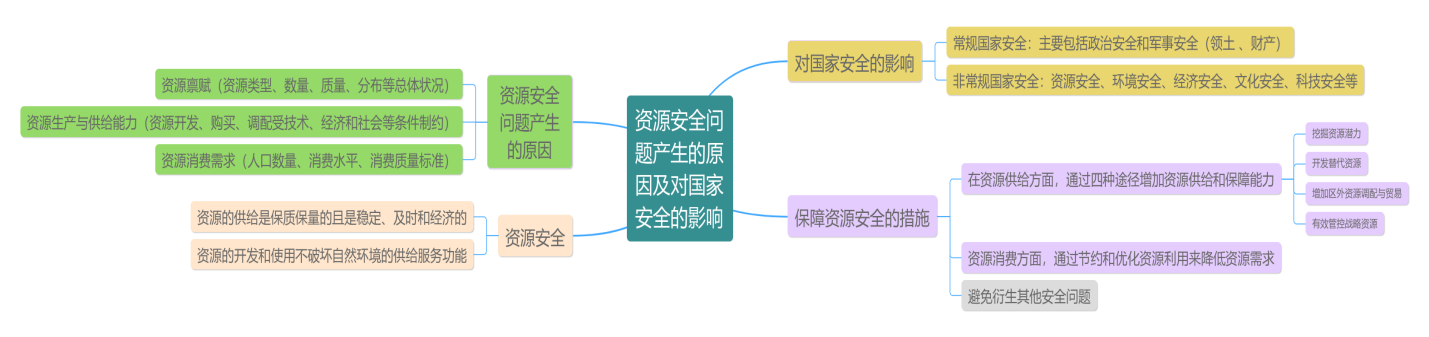 资源安全问
题产生的原
因及对国家
安全的影响
对国家安全的影响
常规国家安全：主要包括政治安全和军事安全（领土 、财产）
非常规国家安全：资源安全、环境安全、经济安全、文化安全、科技安全等
保障资源安全的措施
在资源供给方面，通过四种途径增加资源供给和保障能力
挖掘资源潜力
开发替代资源
增加区外资源调配与贸易
有效管控战略资源
资源消费方面，通过节约和优化资源利用来降低资源需求
避免衍生其他安全问题
资源安全
问题产生
的原因
资源禀赋（资源类型、数量、质量、分布等总体状况）
资源生产与供给能力（资源开发、购买、调配受技术、经济和社会等条件制约）
资源消费需求（人口数量、消费水平、消费质量标准）
资源安全
资源的供给是保质保量的且是稳定、及时和经济的
资源的开发和使用不破坏自然环境的供给服务功能